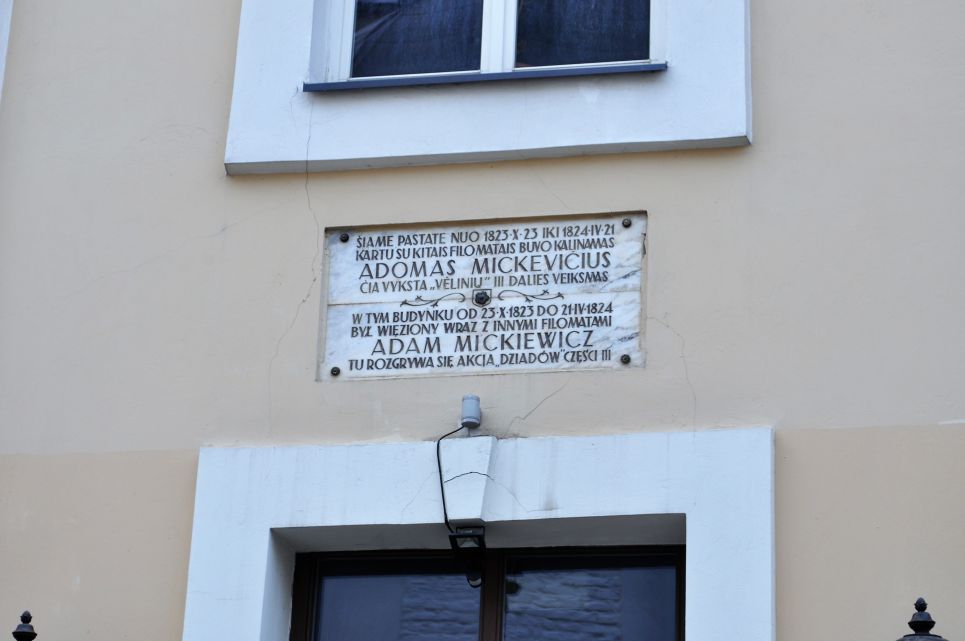 ŠIAME PASTATE NUO 1823·X·23 IKI 1824·IV·21
KARTU SU KITAIS FILOMATAIS BUVO KALINAMAS
ADOMAS MICKEVIČIUS
ČIA VYKSTA „VĖLINIŲ” III DALIES VEIKSMAS
W TYM BUDYNKU OD 23·X·1823 DO 21·IV·1824
BYŁ WIĘZIONY WRAZ Z INNYMI FILOMATAMI
ADAM MICKIEWICZ
TU ROZGRYWA SIĘ AKCJA „DZIADÓW” CZĘŚCI III